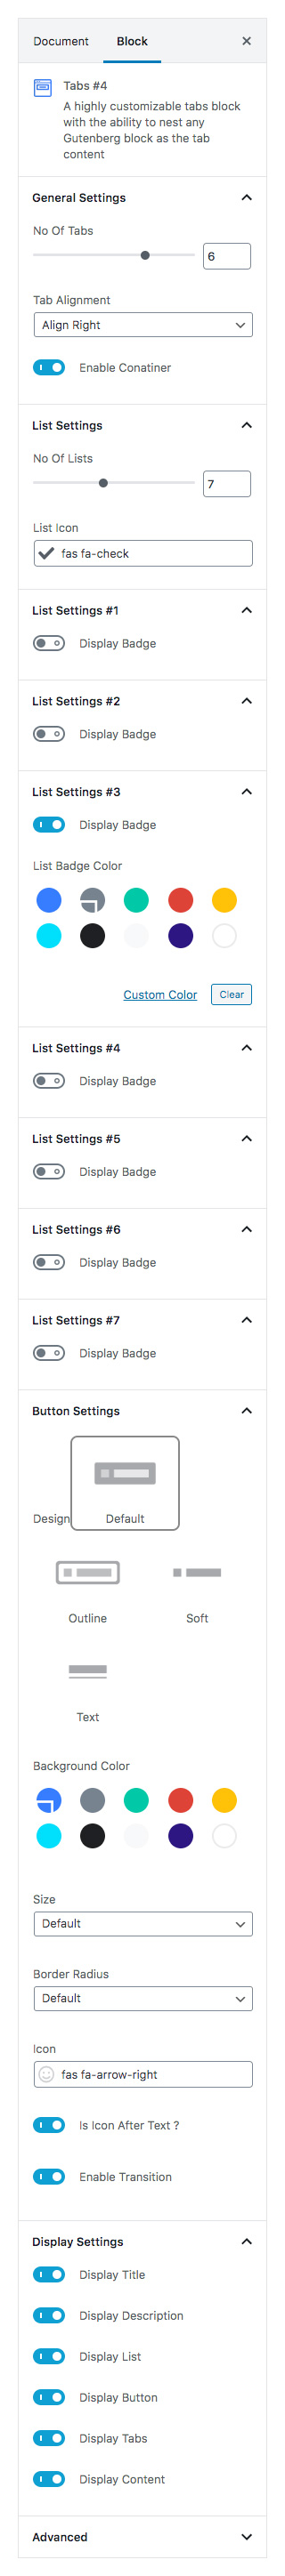 Document Block
Tabs #4
A highly customizable tabs block
with the ability to nest any
Gutenberg block as the tab
content
General Settings
No Of Tabs
6
Tab Alignment
Align Right
Enable Conatiner
List Settings
No Of Lists
7
List Icon
fas fa-check
List Settings #1
Display Badge
List Settings #2
Display Badge
List Settings #3
Display Badge
List Badge Color
Custom Color Clear
List Settings #4
Display Badge
List Settings #5
Display Badge
List Settings #6
Display Badge
List Settings #7
Display Badge
Button Settings
Design Default
Outline Soft
Text
Background Color
Size
Default
Border Radius
Default
Icon
fas fa-arrow-right
Is Icon After Text ?
Enable Transition
Display Settings
Display Title
Display Description
Display List
Display Button
Display Tabs
Display Content
Advanced